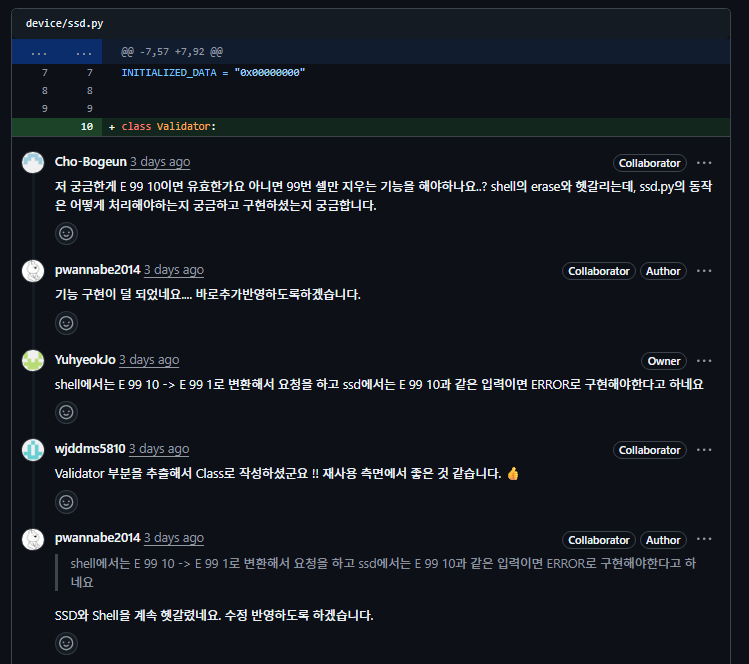 device/ssd.py
... ... @@ -7,57 +7,92 @@
7 7 INITIALIZED_DATA = "0x00000000"
8 8
9 9
10 + class Validator:
Cho-Bogeun 3 days ago Collaborator ...
저 궁금한게 E 99 10이면 유효한가요 아니면 99번 셀만 지우는 기능을 해야하나요..? shell의 erase와 헷갈리는데, ssd.py의 동작
은 어떻게 처리해야하는지 궁금하고 구현하셨는지 궁금합니다.
pwannabe2014 3 days ago Collaborator Author ...
기능 구현이 덜 되었네요.... 바로추가반영하도록하겠습니다.
YuhyeokJo 3 days ago Owner ...
shell에서는 E 99 10 -> E 99 1로 변환해서 요청을 하고 ssd에서는 E 99 10과 같은 입력이면 ERROR로 구현해야한다고 하네요
wjddms5810 3 days ago Collaborator ...
Validator 부분을 추출해서 Class로 작성하셨군요 !! 재사용 측면에서 좋은 것 같습니다. 👍
pwannabe2014 3 days ago Collaborator Author ...
shell에서는 E 99 10 -> E 99 1로 변환해서 요청을 하고 ssd에서는 E 99 10과 같은 입력이면 ERROR로 구현해야한다고 하
네요
SSD와 Shell을 계속 헷갈렸네요. 수정 반영하도록 하겠습니다.